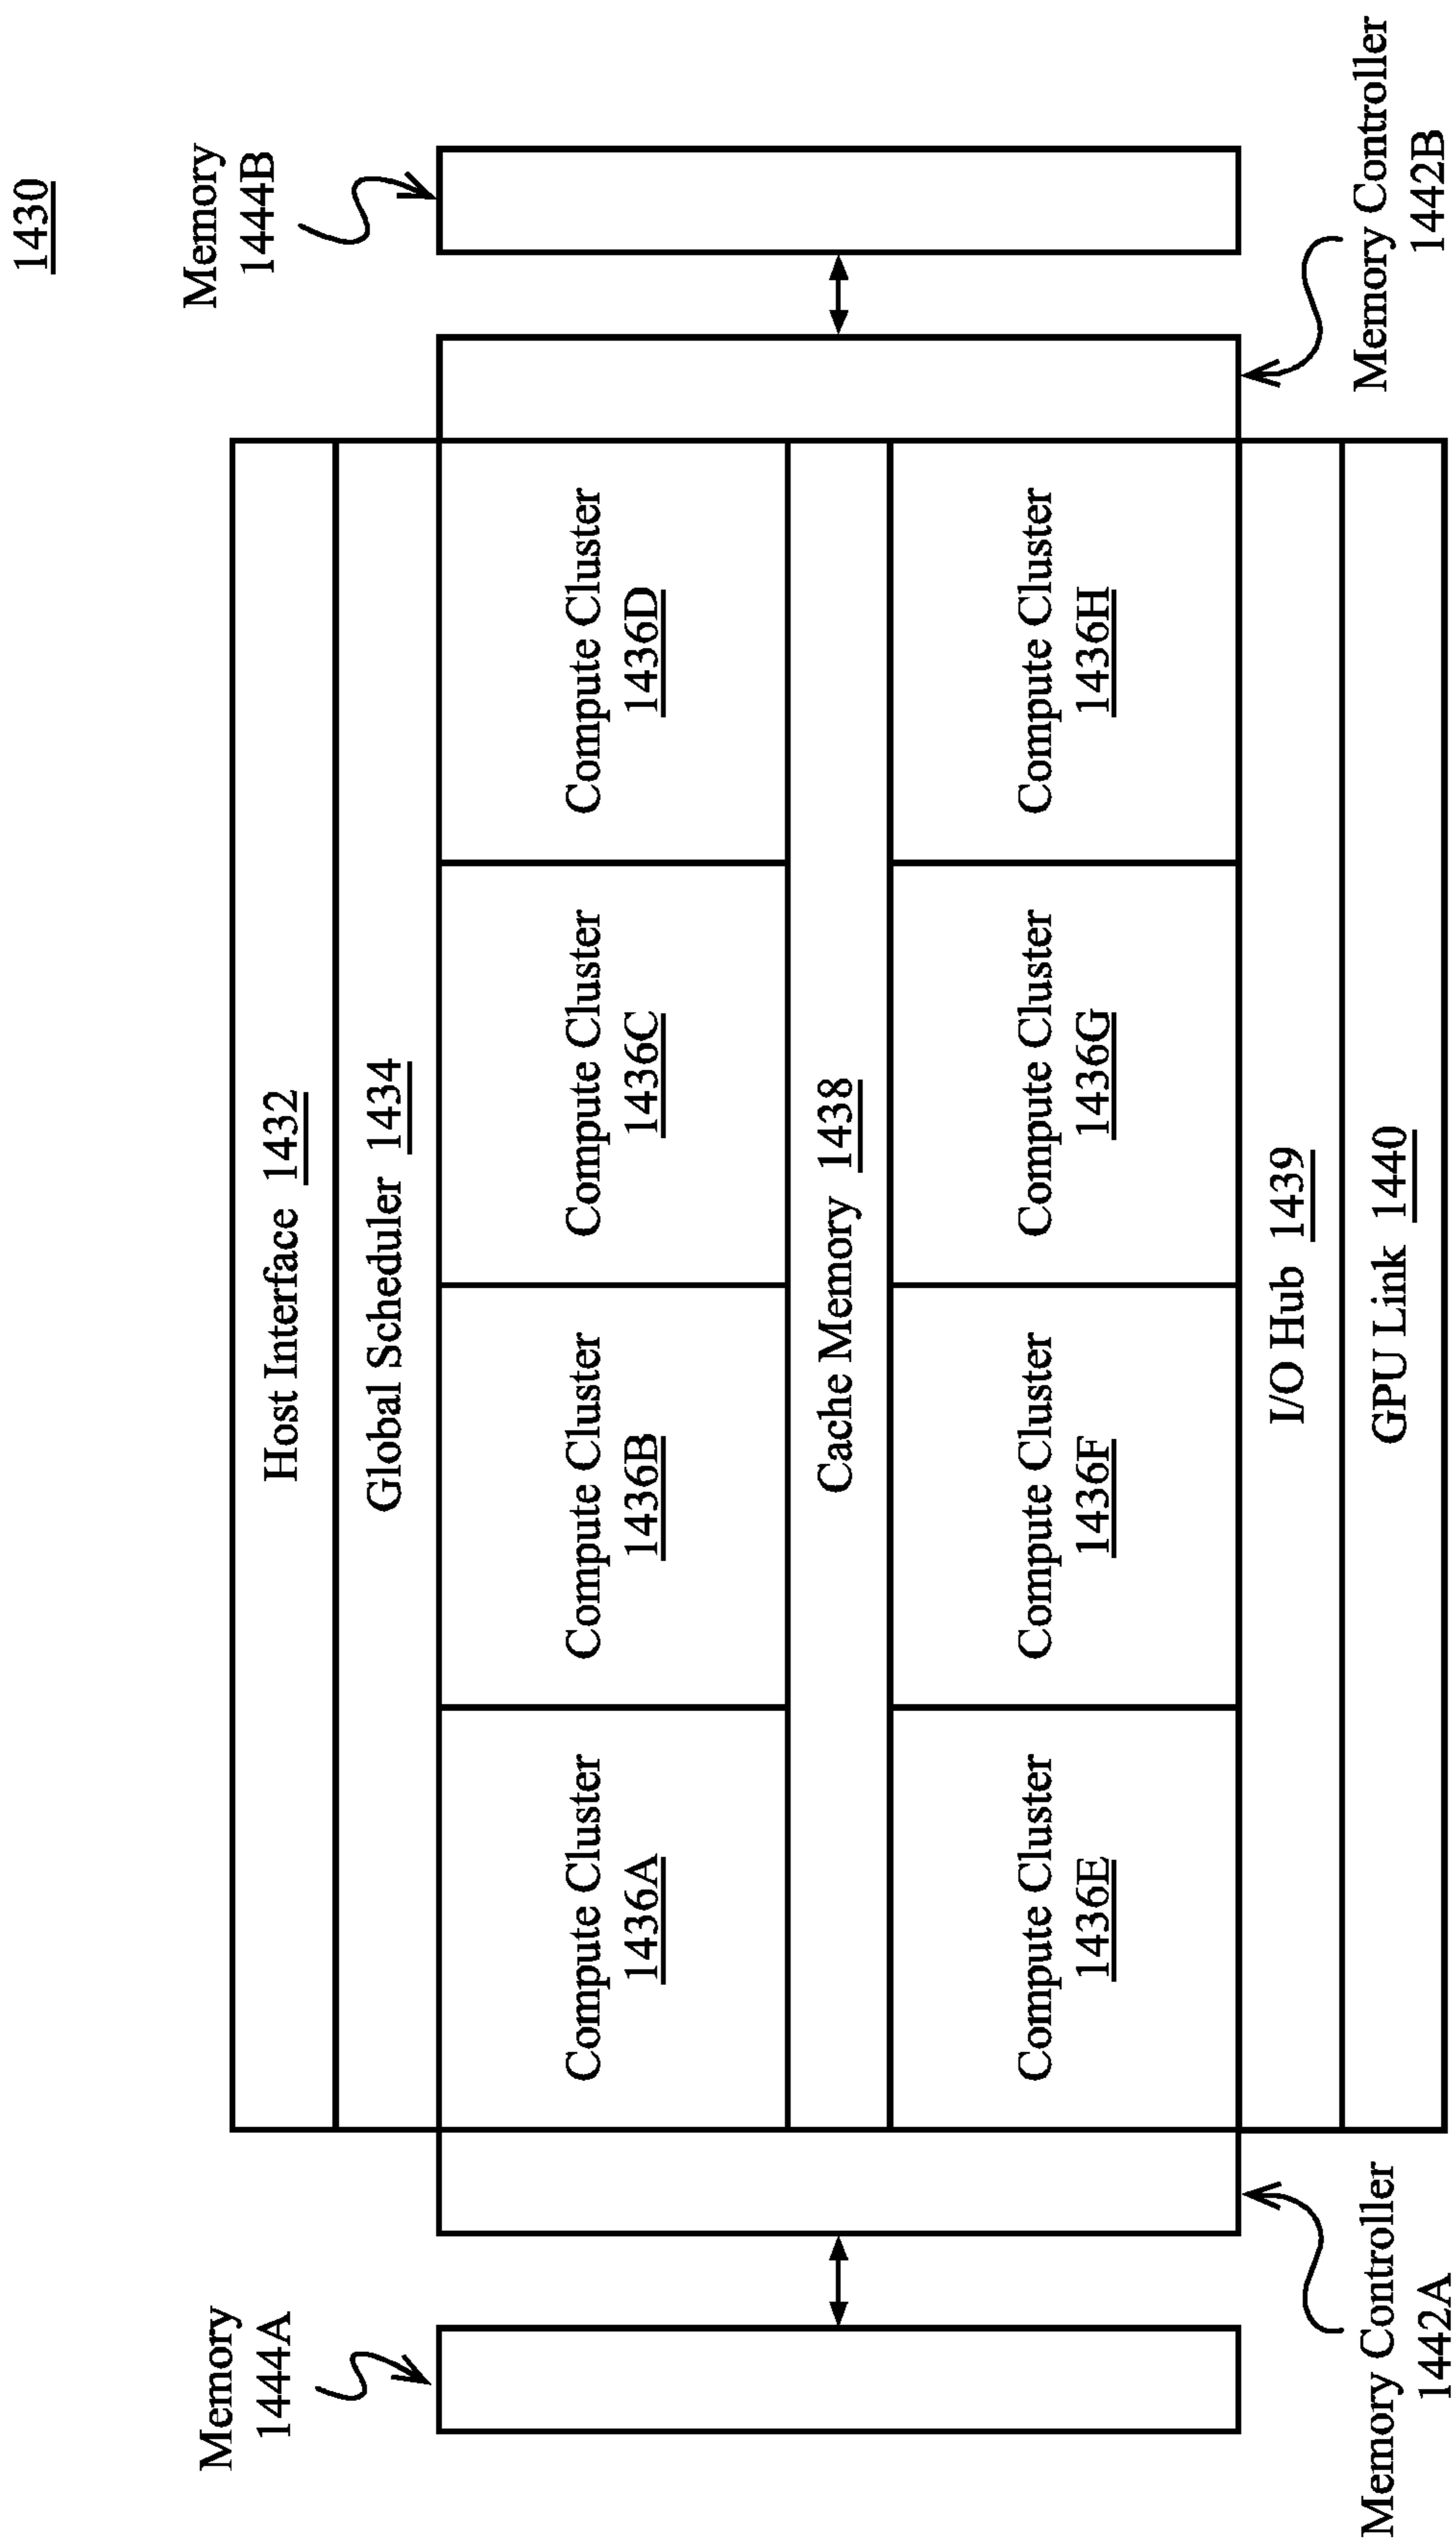 1430
Host Interface 1432
Global Scheduler 1434
Memory
1444A
Memory
1444B
Compute Cluster
1436A
Compute Cluster
1436B
Compute Cluster
1436C
Compute Cluster
1436D
Cache Memory 1438
Compute Cluster
1436E
Compute Cluster
1436F
Compute Cluster
1436G
Compute Cluster
1436H
I/O Hub 1439
GPU Link 1440
Memory Controller
1442A
Memory Controller
1442B